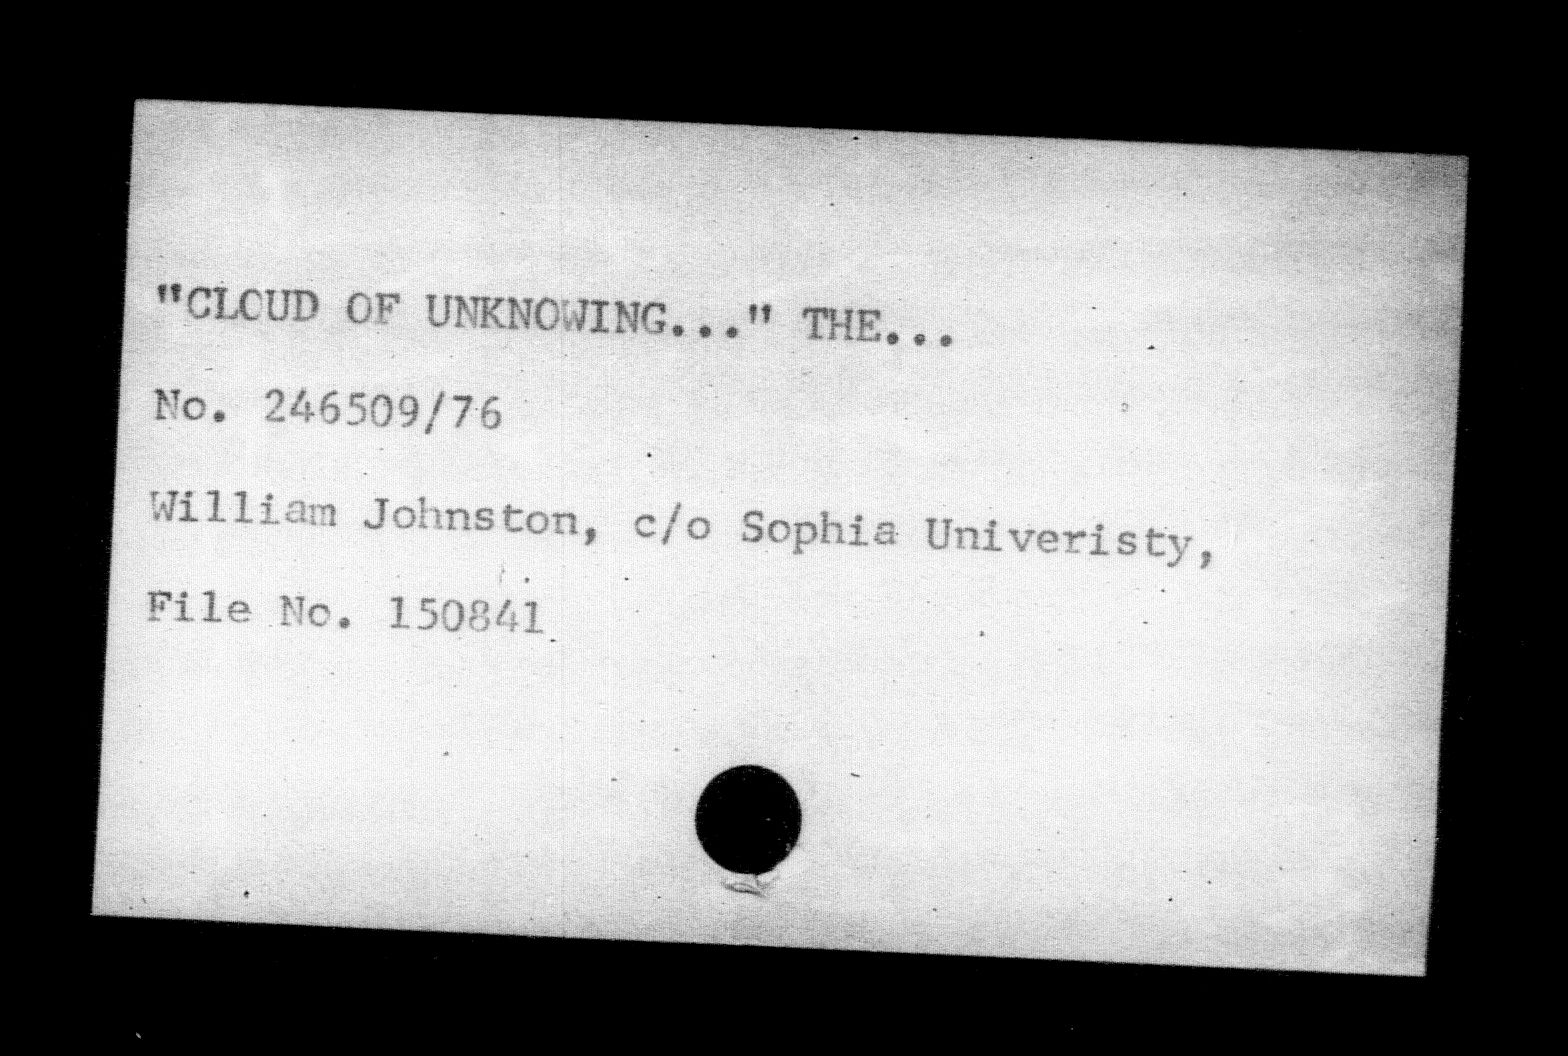 "CLOUD OF UNKNOWING..." THE...
No. 246509/76
William Johnston, c/o Sophia Univeristy,
File No. 150841